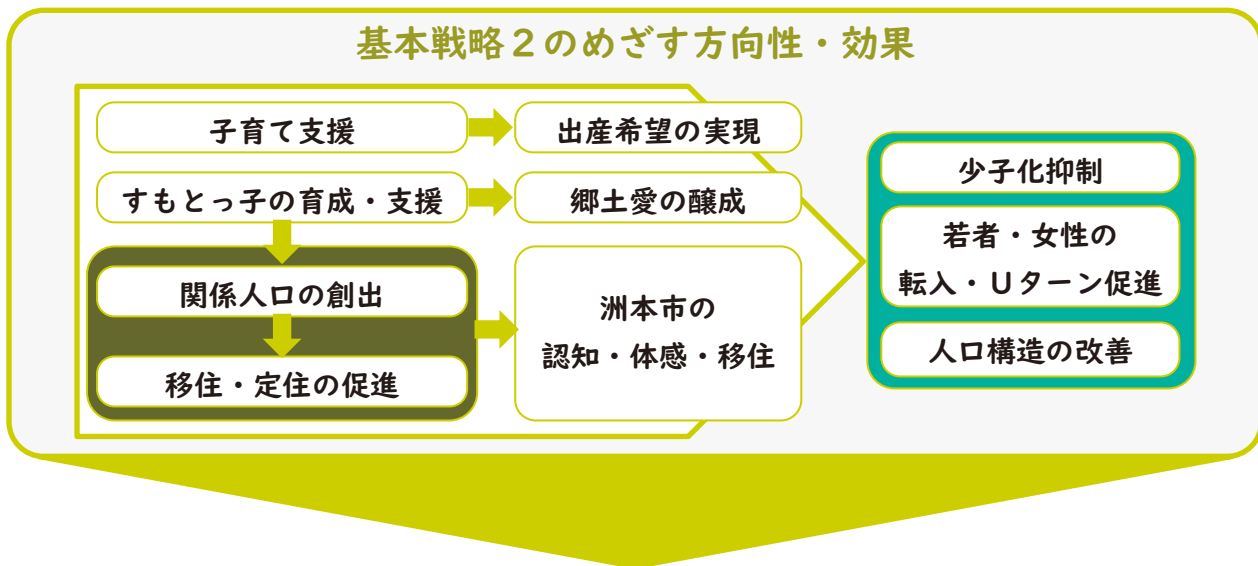 基本戦略２のめざす方向性・効果
子育て支援
出産希望の実現
すもとっ子の育成・支援
郷土愛の醸成
関係人口の創出
移住・定住の促進
洲本市の
認知・体感・移住
少子化抑制
若者・女性の
転入・Ｕターン促進
人口構造の改善